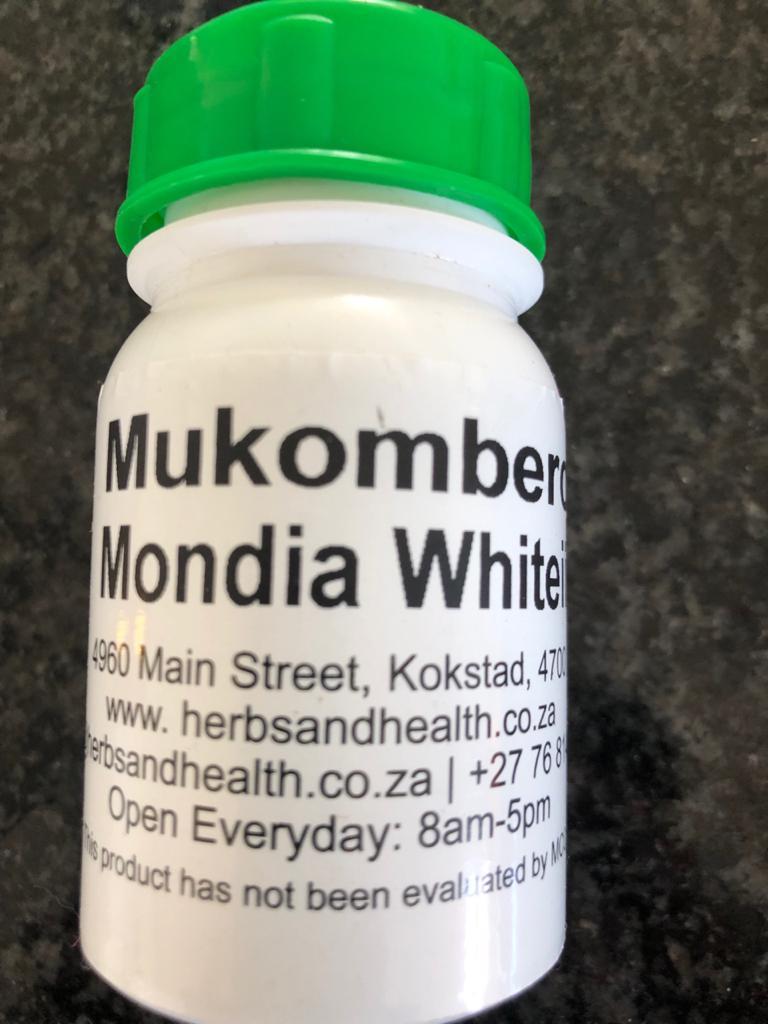 Mukombero
Mondia Whitei
4960 Main Street, Kokstad, 470
www. herbsandhealth.co.za
herbsandhealth.co.za | +27 76 8
Open Everyday: 8am-5pm
This product has not been evaluated by